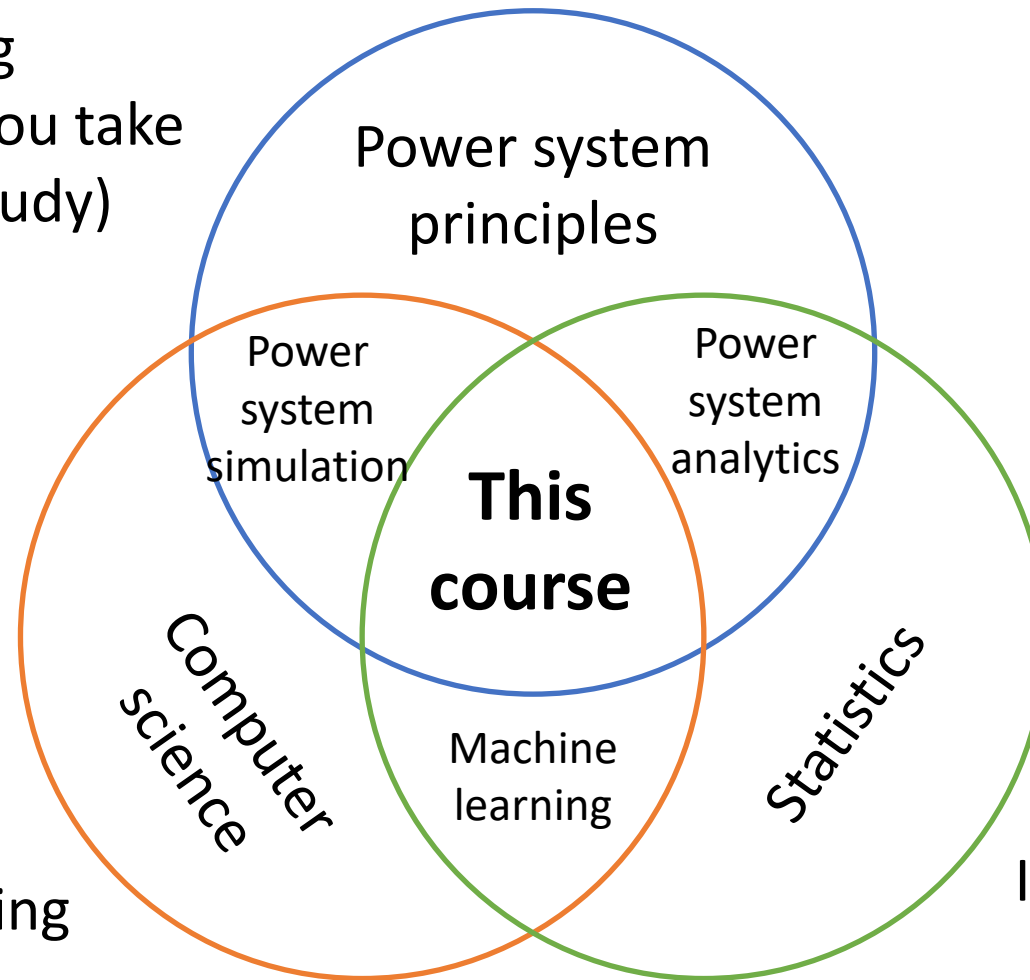 g
ou take
udy)
Power system
principles
Power
system
simulation
Power
system
analytics
This
course
Computer
science
Machine
learning
Statistics
ing
I